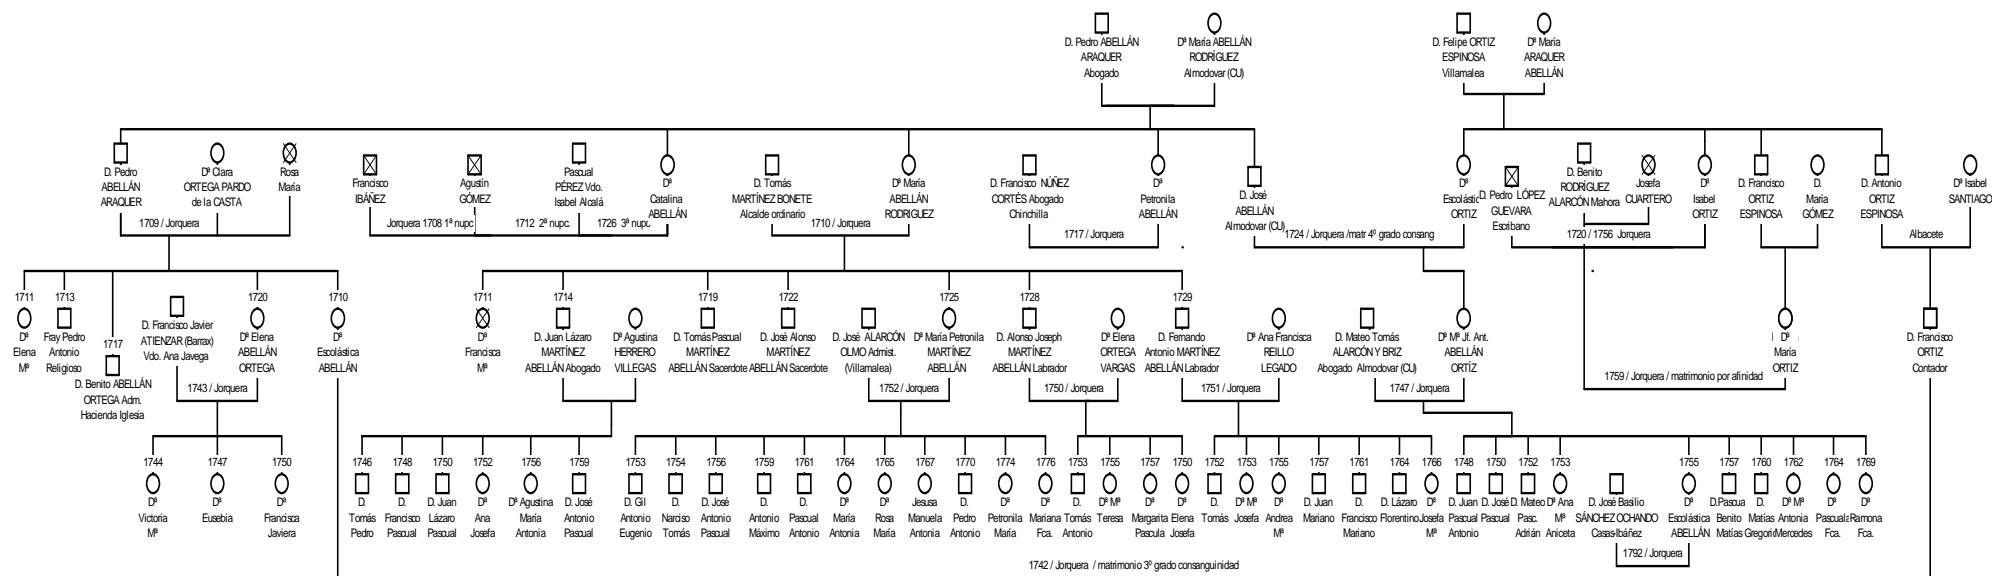 D. Pedro ABELLÁN
ARAQUER
Abogado
Dª María ABELLÁN
RODRÍGUEZ
Almodovar (CU)
D. Felipe ORTIZ
ESPINOSA
Villamalea
Dª María
ARAQUER
ABELLÁN
D. Pedro
ABELLÁN
ARAQUER
Dª Clara
ORTEGA PARDO
de la CASTA
Rosa
María
1709 / Jorquera
Francisco
IBÁÑEZ
Agustín
GÓMEZ
Pascual
PÉREZ Vdo.
Isabel Alcalá
Dª
Catalina
ABELLÁN
Jorquera 1708 1ª nupc.
1712 2ª nupc.
1726 3ª nupc.
D. Tomás
MARTÍNEZ BONETE
Alcalde ordinario
Dª María
ABELLÁN
RODRIGUEZ
1710 / Jorquera
D. Francisco NÚÑEZ
CORTÉS Abogado
Chinchilla
Dª
Petronila
ABELLÁN
1717 / Jorquera
D. José
ABELLÁN
Almodovar (CU)
Dª
Escolástic
ORTIZ
1724 / Jorquera /matr 4º grado consang
D. Pedro LÓPEZ
GUEVARA
Escribano
D. Benito
RODRÍGUEZ
ALARCÓN Mahora
Josefa
CUARTERO
Dª
Isabel
ORTIZ
1720 / 1756 Jorquera
D. Francisco
ORTIZ
ESPINOSA
D.
María
GÓMEZ
D. Antonio
ORTIZ
ESPINOSA
Dª Isabel
SANTIAGO
Albacete
1711
Dª
Elena
Mª
1713
Fray Pedro
Antonio
Religioso
1717
D. Benito ABELLÁN
ORTEGA Adm.
Hacienda Iglesia
D. Francisco Javier
ATIENZAR (Barrax)
Vdo. Ana Javega
1720
Dª Elena
ABELLÁN
ORTEGA
1743 / Jorquera
1710
Dª
Escolástica
ABELLÁN
1711
Dª
Francisca
Mª
1714
D. Juan Lázaro
MARTÍNEZ
ABELLÁN Abogado
Dª Agustina
HERRERO
VILLEGAS
1719
D. Tomás Pascual
MARTÍNEZ
ABELLÁN Sacerdote
1722
D. José Alonso
MARTÍNEZ
ABELLÁN Sacerdote
D. José ALARCÓN
OLMO Admist.
(Villamalea)
1725
Dª María Petronila
MARTÍNEZ
ABELLÁN
1752 / Jorquera
1728
D. Alonso Joseph
MARTÍNEZ
ABELLÁN Labrador
Dª Elena
ORTEGA
VARGAS
1750 / Jorquera
1729
D. Fernando
Antonio MARTÍNEZ
ABELLÁN Labrador
Dª Ana Francisca
REILLO
LEGADO
1751 / Jorquera
D. Mateo Tomás
ALARCÓN Y BRIZ
Abogado Almodovar (CU)
Dª Mª Jf. Ant.
ABELLÁN
ORTÍZ
1747 / Jorquera
Dª
María
ORTIZ
1759 / Jorquera / matrimonio por afinidad
D. Francisco
ORTIZ
Contador
1744
Dª
Victoria
Mª
1747
Dª
Eusebia
1750
Dª
Francisca
Javiera
1746
D.
Tomás
Pedro
1748
D.
Francisco
Pascual
1750
D. Juan
Lázaro
Pascual
1752
Dª
Ana
Josefa
1756
Dª Agustina
María
Antonia
1759
D. José
Antonio
Pascual
1753
D. Gil
Antonio
Eugenio
1754
D.
Narciso
Tomás
1756
D. José
Antonio
Pascual
1759
D.
Antonio
Máximo
1761
D.
Pascual
Antonio
1764
Dª
María
Antonia
1765
Dª
Rosa
María
1767
Dª
Jesusa
Manuela
Antonia
1770
D.
Pedro
Antonio
1774
Dª
Petronila
María
1776
Dª
Mariana
Fca.
1753
D.
Tomás
Antonio
1755
Dª Mª
Teresa
1757
Dª
Margarita
Pascula
1750
Dª
Elena
Josefa
1752
D.
Tomás
1753
Dª Mª
Josefa
1755
Dª
Andrea
Mª
1757
D. Juan
Mariano
1761
D.
Francisco
Mariano
1764
D. Lázaro
Florentino
1766
Dª
Josefa
Mª
1748
D. Juan
Pascual
Antonio
1750
D. José
Pascual
1752
D. Mateo
Pasc.
Adrián
1753
Dª Ana
Mª
Aniceta
D. José Basilio
SÁNCHEZ OCHANDO
Casas-Ibáñez
1755
Dª
Escolástica
ABELLÁN
1792 / Jorquera
1757
D.Pascua
Benito
Matías
1760
D.
Matías
Gregorio
1762
Dª Mª
Antonia
Mercedes
1764
Dª
Pascuala
Fca.
1769
Dª
Ramona
Fca.
1742 / Jorquera / matrimonio 3º grado consanguinidad